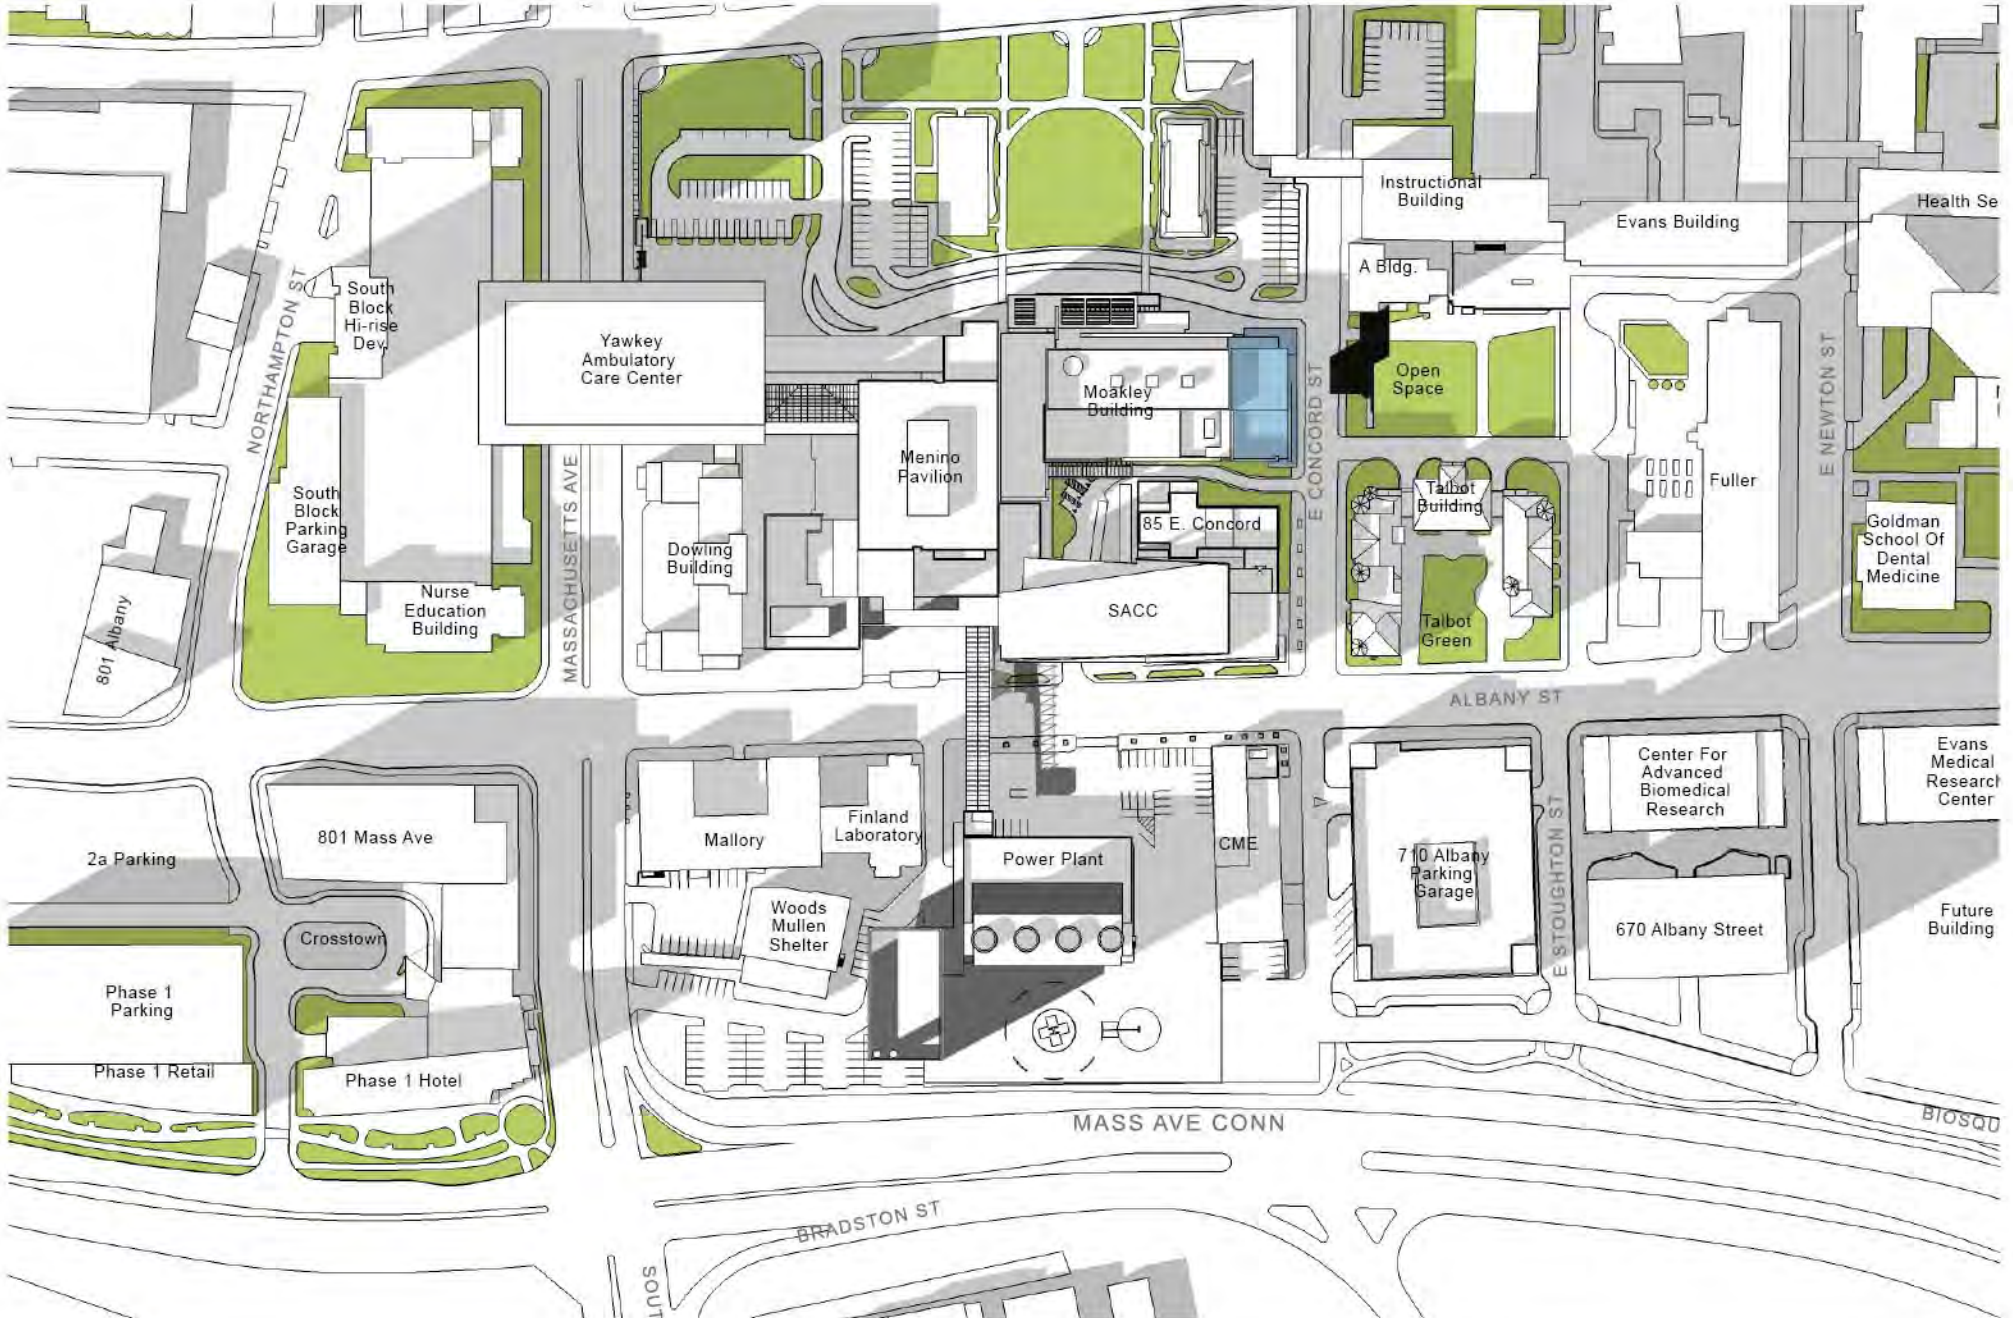 Instructional
Building
Health Se
Evans Building
A Bldg.
South
Block
Hi-rise
Dev.
NORTHAMPTON ST
Yawkey
Ambulatory
Care Center
Moakley
Building
E CONCORD ST
Open
Space
E NEWTON ST
Menino
Pavilion
MASSACHUSETTS AVE
South
Block
Parking
Garage
Talbot
Building
Fuller
Dowling
Building
85 E. Concord
Goldman
School Of
Dental
Medicine
Nurse
Education
Building
SACC
801 Albany
Talbot
Green
ALBANY ST
Center For
Advanced
Biomedical
Research
Evans
Medical
Research
Center
801 Mass Ave
2a Parking
Mallory
Finland
Laboratory
Power Plant
CME
710 Albany
Parking
Garage
E STOUGHTON ST
Woods
Mullen
Shelter
Crosstown
670 Albany Street
Future
Building
Phase 1
Parking
Phase 1 Retail
Phase 1 Hotel
MASS AVE CONN
BIOSQU
BRADSTON ST
SOUT